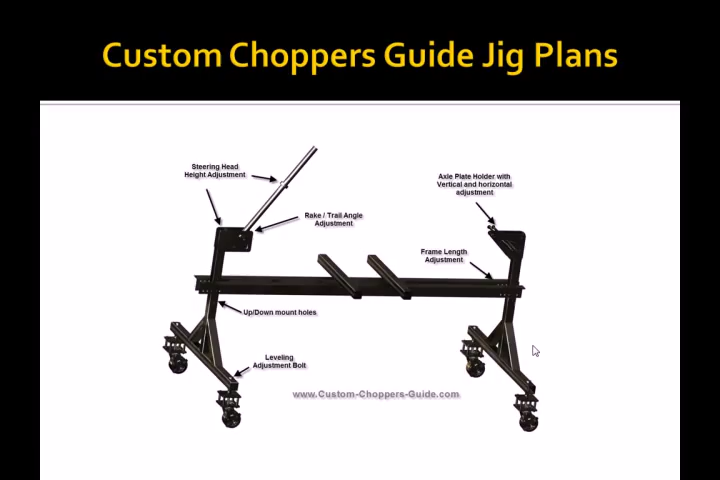 Custom Choppers Guide Jig Plans
Steering Head
Height Adjustment
Axle Plate Holder with
Vertical and horizontal
adjustment
Rake / Trail Angle
Adjustment
Frame Length
Adjustment
Up/Down mount holes
Leveling
Adjustment Bolt
www.Custom-Choppers-Guide.com